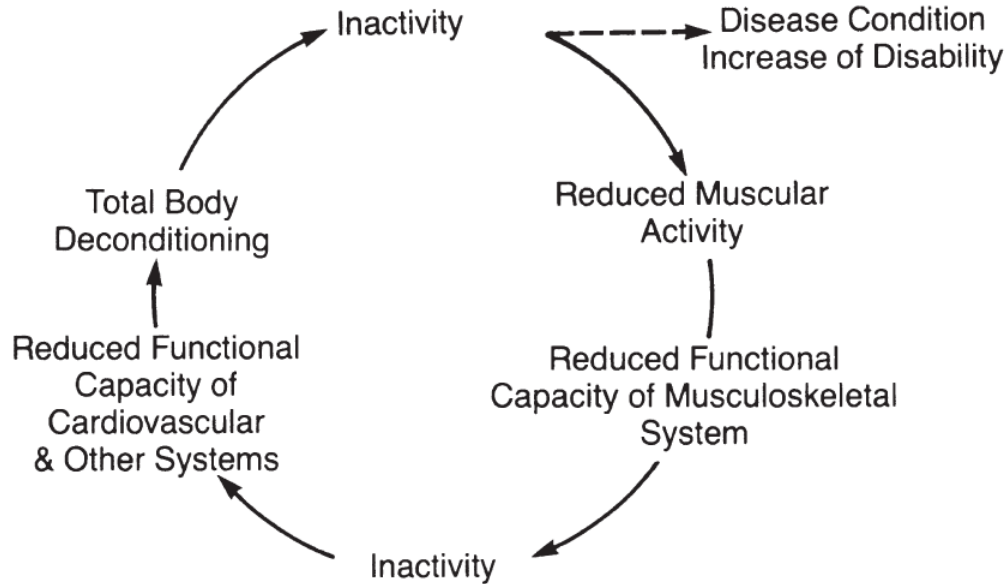 Inactivity
Disease Condition
Increase of Disability
Reduced Muscular
Activity
Reduced Functional
Capacity of Musculoskeletal
System
Inactivity
Reduced Functional
Capacity of
Cardiovascular
& Other Systems
Total Body
Deconditioning